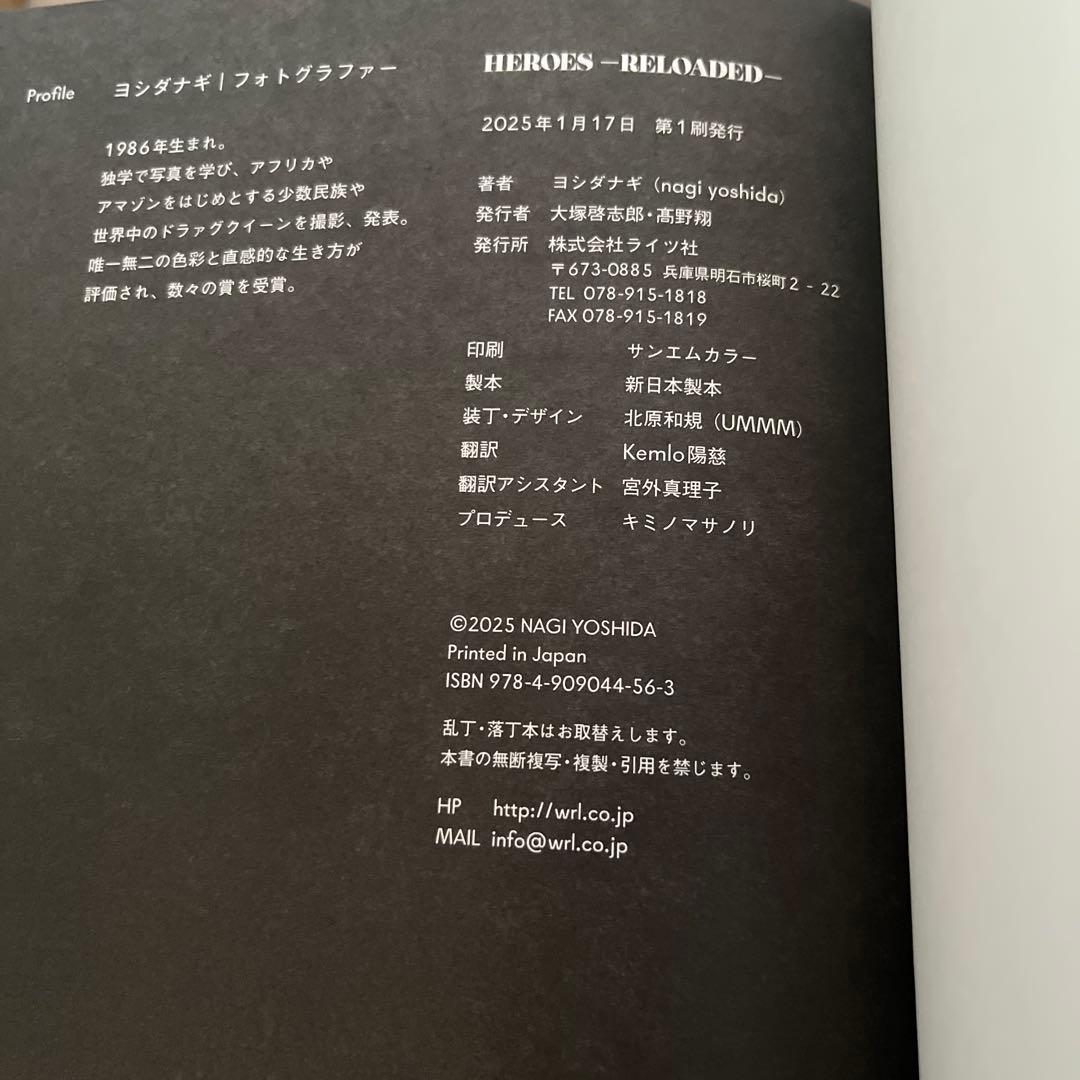 Profile ヨシダナギ | フォトグラファー
1986年生まれ。
独学で写真を学び、アフリカや
アマゾンをはじめとする少数民族や
世界中のドラァグクイーンを撮影、発表。
唯一無二の色彩と直感的な生き方が
評価され、数々の賞を受賞。
HEROES —RELOADED—
2025年1月17日 第1刷発行
著者 ヨシダナギ（nagi yoshida）
発行者 大塚啓志郎・髙野翔
発行所 株式会社ライツ社
〒673-0885 兵庫県明石市桜町2 - 22
TEL 078-915-1818
FAX 078-915-1819
印刷 サンエムカラー
製本 新日本製本
装丁・デザイン 北原和規（UMMM）
翻訳 Kemlo陽慈
翻訳アシスタント 宮外真理子
プロデュース キミノマサノリ
©2025 NAGI YOSHIDA
Printed in Japan
ISBN 978-4-909044-56-3
乱丁・落丁本はお取替えします。
本書の無断複写・複製・引用を禁じます。
HP http://wrl.co.jp
MAIL info@wrl.co.jp